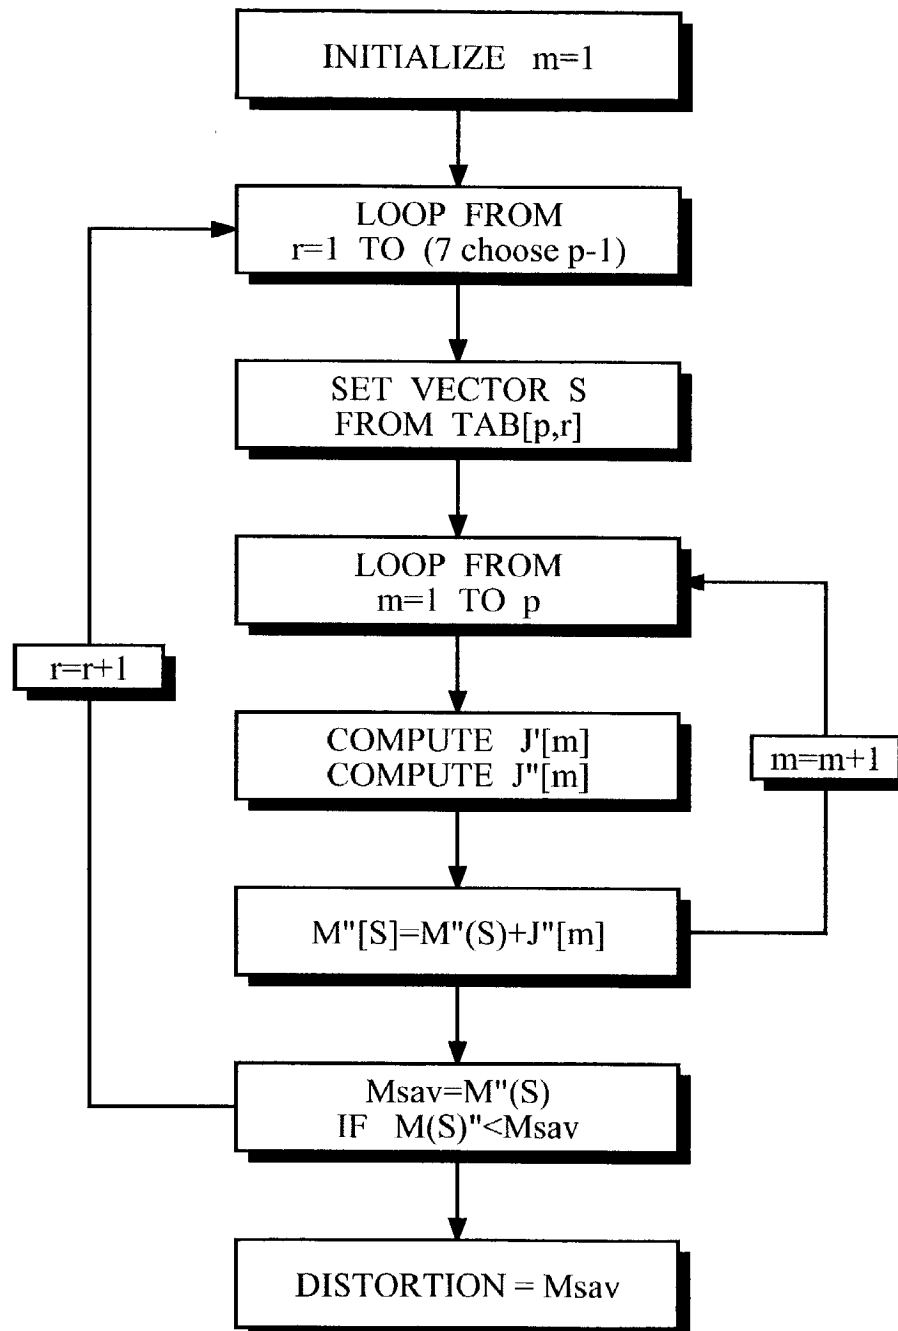 INITIALIZE m=1
LOOP FROM
r=1 TO (7 choose p-1)
SET VECTOR S
FROM TAB[p,r]
LOOP FROM
m=1 TO p
r=r+1
COMPUTE J'[m]
COMPUTE J"[m]
m=m+1
M"[S]=M"(S)+J"[m]
Msav=M"(S)
IF M(S)"<Msav
DISTORTION = Msav